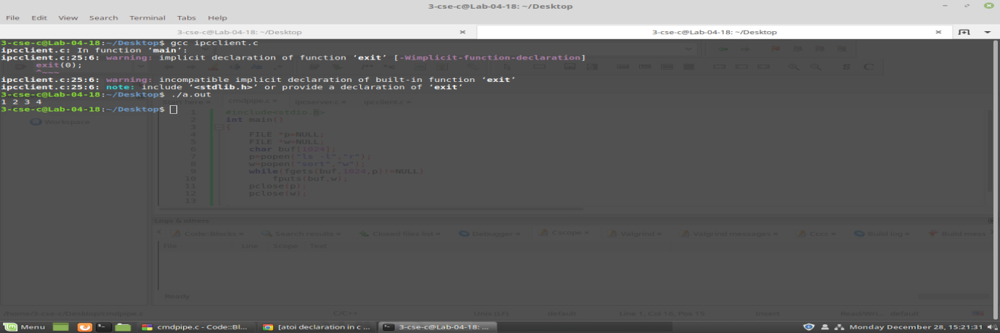 3-cse-c@Lab-04-18: ~/Desktop
File Edit View Search Terminal Tabs Help
3-cse-c@Lab-04-18: ~/Desktop × 3-cse-c@Lab-04-18: ~/Desktop ×
3-cse-c@Lab-04-18:~/Desktop$ gcc ipcclient.c
ipcclient.c: In function ‘main’:
ipcclient.c:25:6: warning: implicit declaration of function ‘exit’ [-Wimplicit-function-declaration]
exit(0);
^~~~
ipcclient.c:25:6: warning: incompatible implicit declaration of built-in function ‘exit’
ipcclient.c:25:6: note: include ‘<stdlib.h>’ or provide a declaration of ‘exit’
3-cse-c@Lab-04-18:~/Desktop$ ./a.out
1 2 3 4
3-cse-c@Lab-04-18:~/Desktop$
here × cmdpipe.c × ipcserver.c × ipcclient.c ×
Workspace
1 #include<stdio.h>
2 int main()
3 {
4 FILE *p=NULL;
5 FILE *w=NULL;
6 char buf[1024];
7 p=popen("ls -l","r");
8 w=popen("sort","w");
9 while(fgets(buf,1024,p)!=NULL)
10 fputs(buf,w);
11 pclose(p);
12 pclose(w);
13
Logs & others
Code::Blocks × Search results × Closed files list × Debugger × Cscope × Valgrind × Valgrind messages × Cccc × Build log × Build mess
File Line Scope Text
Ready
/home/3-cse-c/Desktop/cmdpipe.c C/C++ Unix (LF) default Line 1, Col 16, Pos 15 Insert Read/Wri... default
Menu cmdpipe.c - Code::Bl... [atoi declaration in c ... 3-cse-c@Lab-04-18: ... Monday December 28, 15:21:31